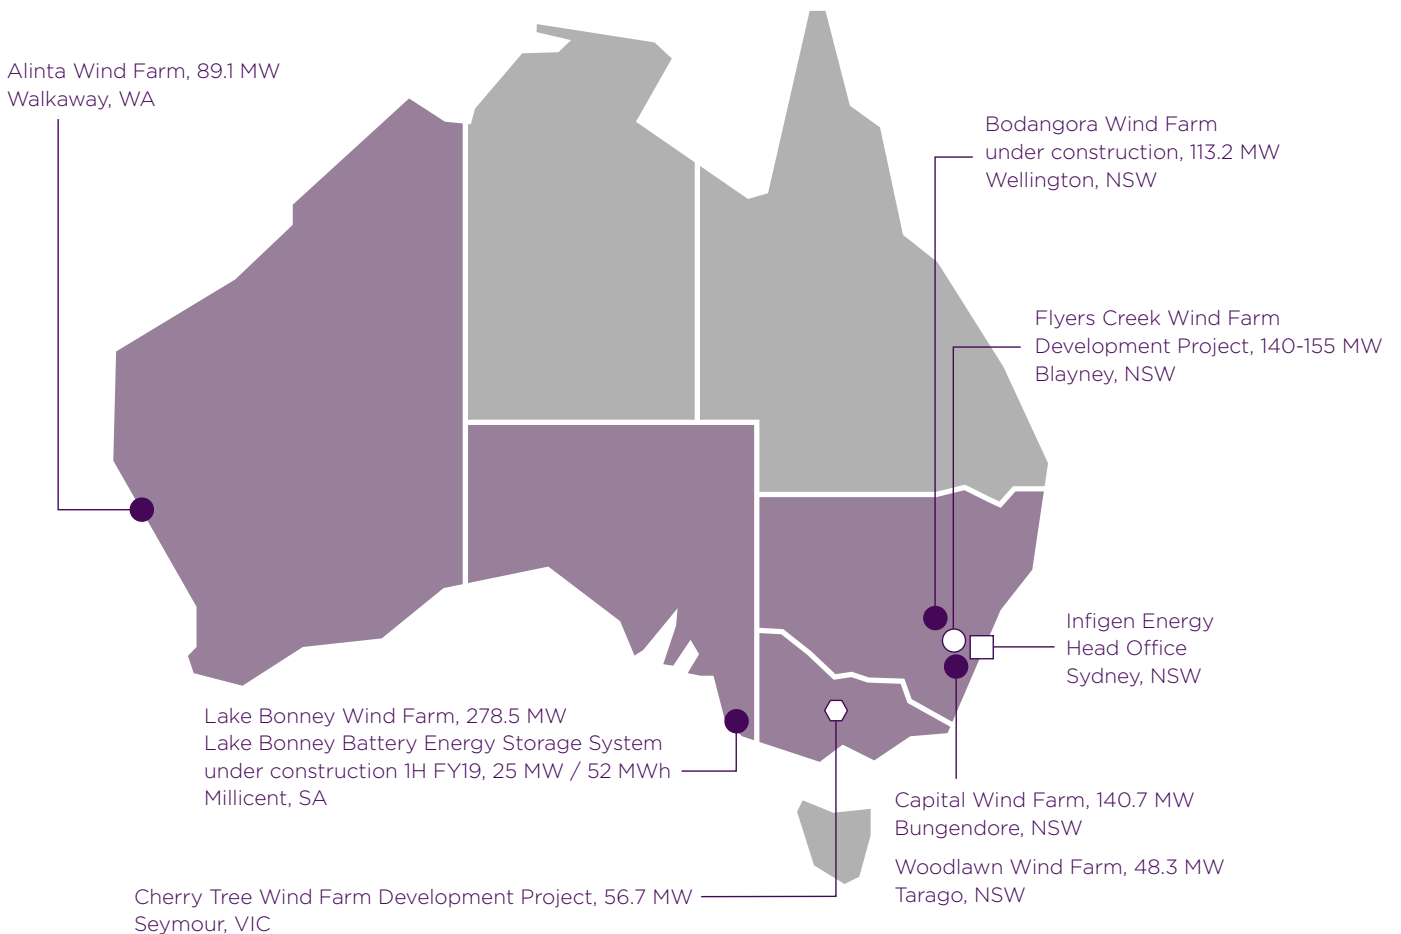 Alinta Wind Farm, 89.1 MW
Walkaway, WA
Bodangora Wind Farm
under construction, 113.2 MW
Wellington, NSW
Flyers Creek Wind Farm
Development Project, 140-155 MW
Blayney, NSW
Infigen Energy
Head Office
Sydney, NSW
Lake Bonney Wind Farm, 278.5 MW
Lake Bonney Battery Energy Storage System
under construction 1H FY19, 25 MW / 52 MWh
Millicent, SA
Capital Wind Farm, 140.7 MW
Bungendore, NSW
Woodlawn Wind Farm, 48.3 MW
Tarago, NSW
Cherry Tree Wind Farm Development Project, 56.7 MW
Seymour, VIC